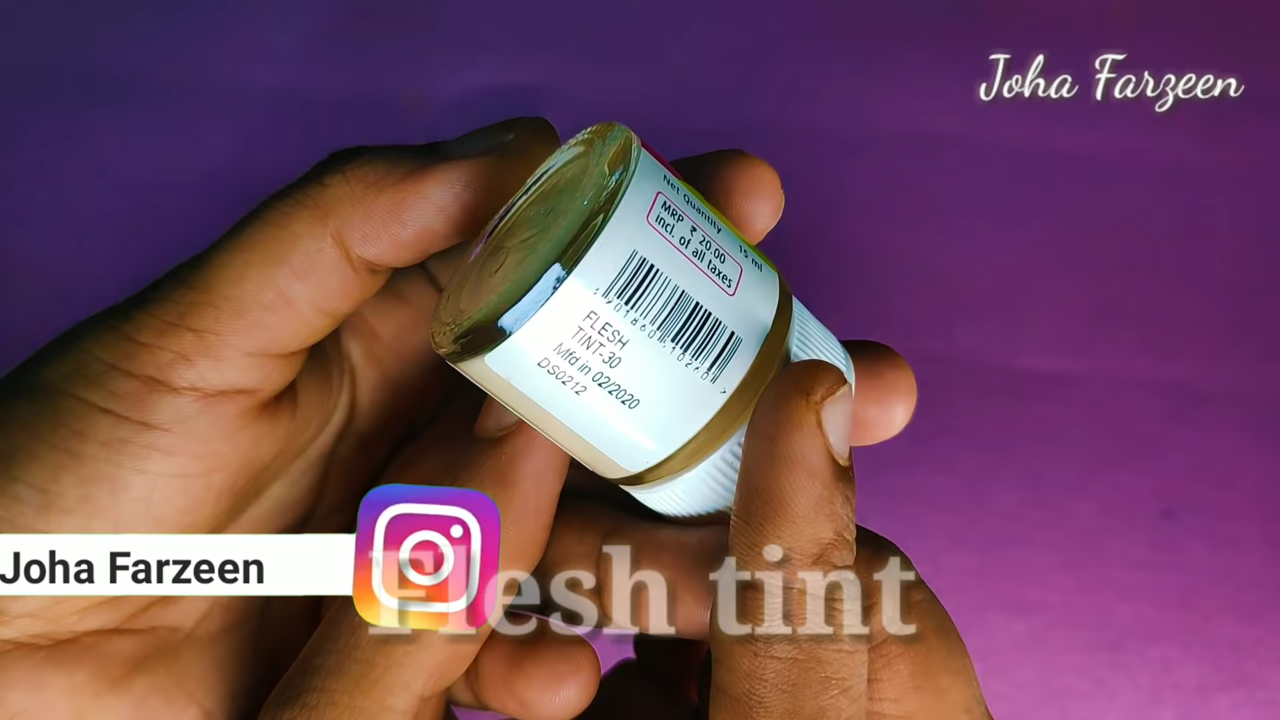 Joha Farzeen
Net Quantity 15 ml
MRP ₹ 20.00
incl. of all taxes
FLESH
TINT-30
Mfd in 02/2020
DS0212
Joha Farzeen
Flesh tint